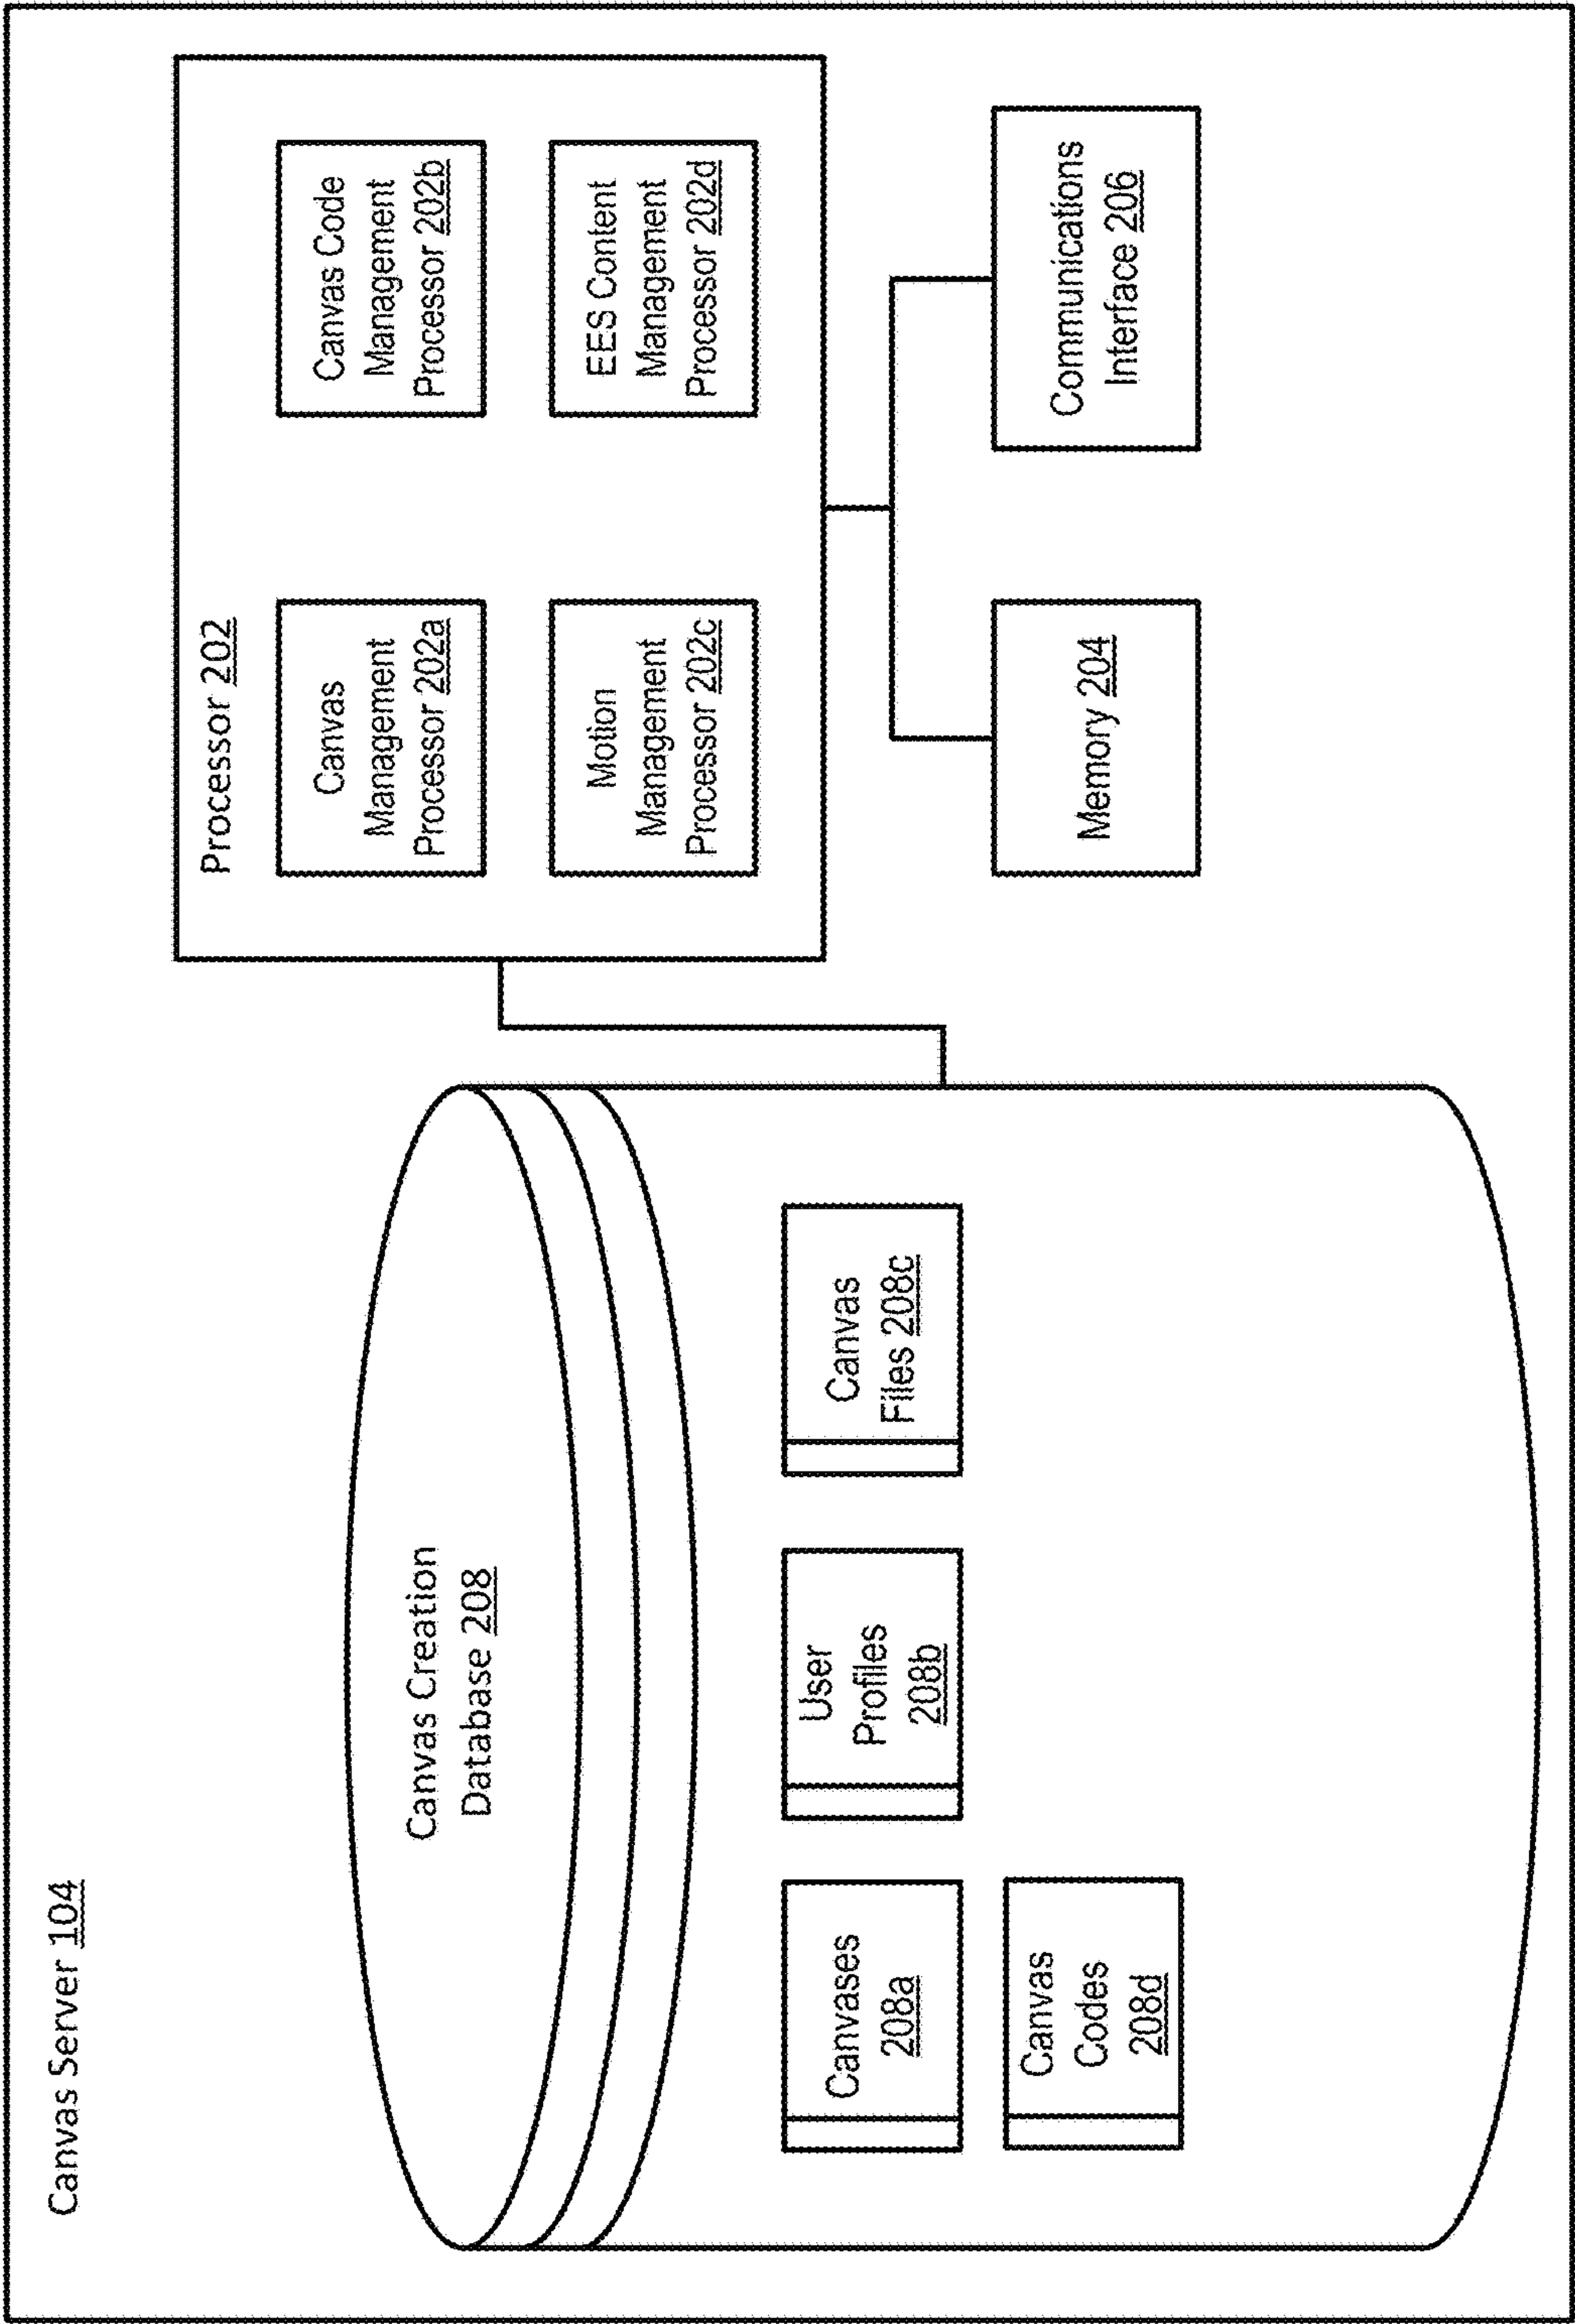 Canvas Server 104
Canvas Creation
Database 208
Canvases
208a
User
Profiles
208b
Canvas
Files 208c
Canvas
Codes
208d
Processor 202
Canvas
Management
Processor 202a
Canvas Code
Management
Processor 202b
Motion
Management
Processor 202c
EES Content
Management
Processor 202d
Memory 204
Communications
Interface 206